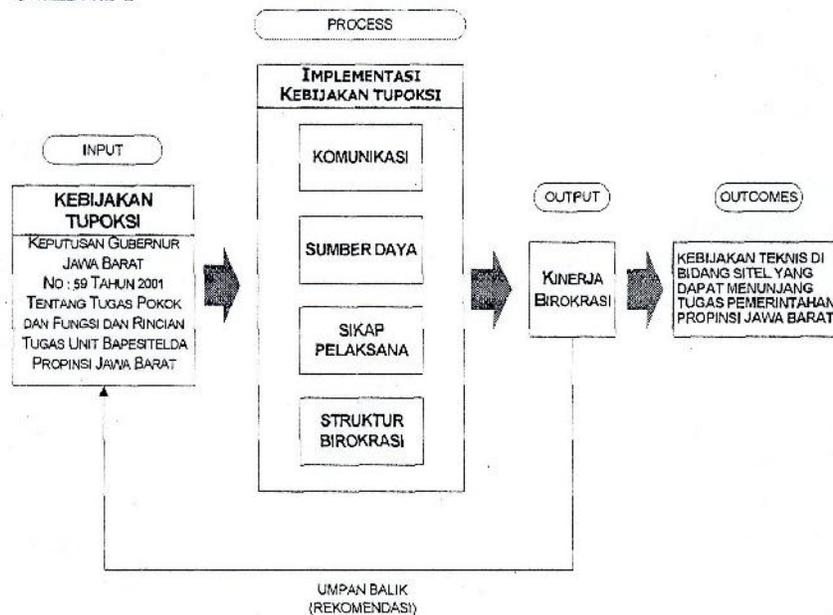 PROCESS
IMPLEMENTASI
KEBIJAKAN TUPOKSI
KOMUNIKASI
SUMBER DAYA
SIKAP
PELAKSANA
STRUKTUR
BIROKRASI
INPUT
KEBIJAKAN
TUPOKSI
KEPUTUSAN GUBERNUR
JAWA BARAT
NO : 59 TAHUN 2001
TENTANG TUGAS POKOK
DAN FUNGSI DAN RINCIAN
TUGAS UNIT BAPESITELDA
PROPINSI JAWA BARAT
OUTPUT
KINERJA
BIROKRASI
OUTCOMES
KEBIJAKAN TEKNIS DI
BIDANG SITEL YANG
DAPAT MENUNJANG
TUGAS PEMERINTAHAN
PROPINSI JAWA BARAT
UMPAN BALIK
(REKOMENDASI)